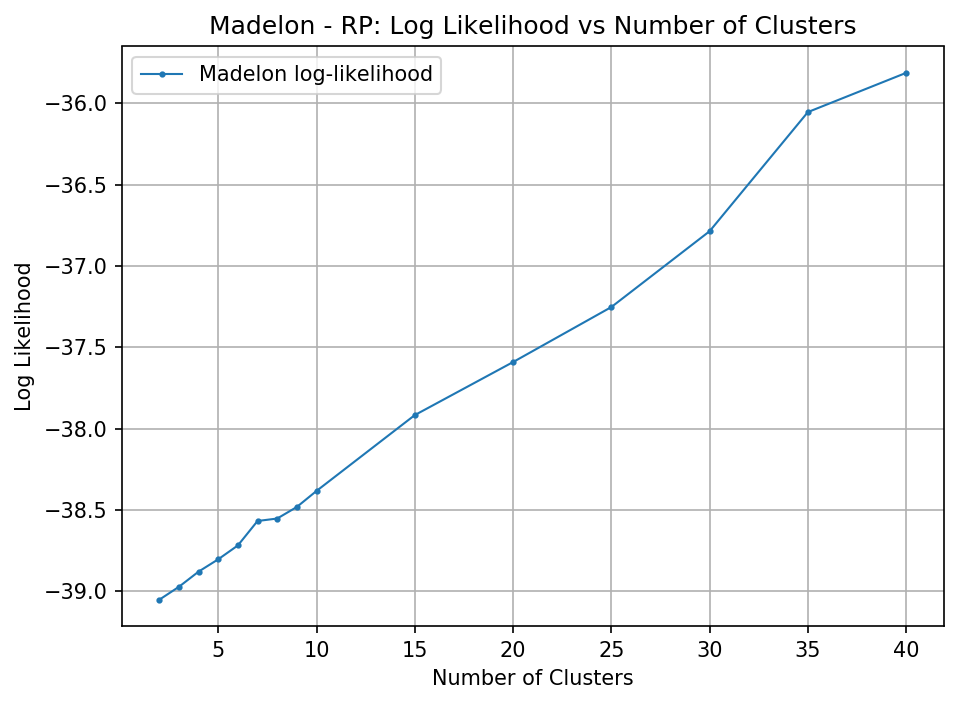 Madelon - RP: Log Likelihood vs Number of Clusters
Madelon log-likelihood
Log Likelihood
−36.0
−36.5
−37.0
−37.5
−38.0
−38.5
−39.0
5 10 15 20 25 30 35 40
Number of Clusters